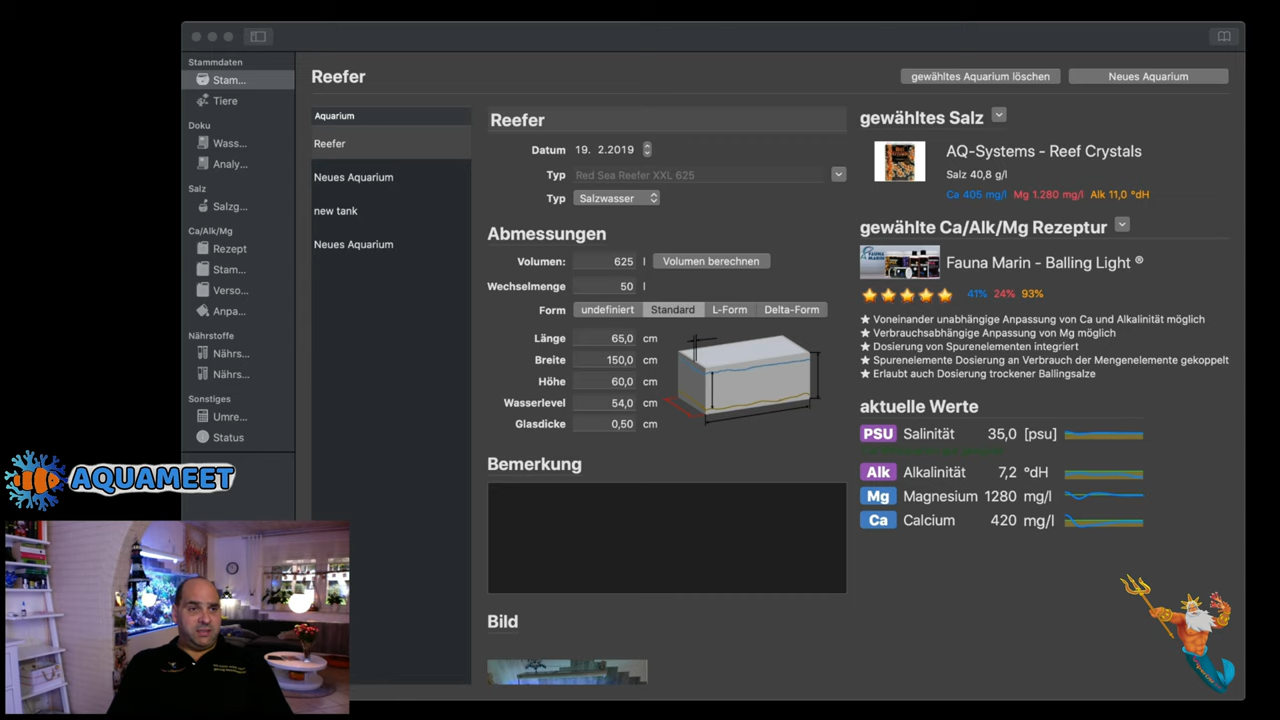 Stammdaten
Stam...
Tiere
Doku
Wass...
Analy...
Salz
Salzg...
Ca/Alk/Mg
Rezept
Stam...
Verso...
Anpa...
Nährstoffe
Nährs...
Nährs...
Sonstiges
Umre...
Status
Reefer
gewähltes Aquarium löschen
Neues Aquarium
Aquarium
Reefer
Neues Aquarium
new tank
Neues Aquarium
Reefer
Datum 19. 2.2019
Typ Red Sea Reefer XXL 625
Typ Salzwasser
Abmessungen
Volumen: 625 l Volumen berechnen
Wechselmenge 50 l
Form undefiniert Standard L-Form Delta-Form
Länge 65,0 cm
Breite 150,0 cm
Höhe 60,0 cm
Wasserlevel 54,0 cm
Glasdicke 0,50 cm
Bemerkung
Bild
gewähltes Salz
AQ-Systems - Reef Crystals
Salz 40,8 g/l
Ca 405 mg/l Mg 1.280 mg/l Alk 11,0 °dH
gewählte Ca/Alk/Mg Rezeptur
Fauna Marin - Balling Light ®
41% 24% 93%
★ Voneinander unabhängige Anpassung von Ca und Alkalinität möglich
★ Verbrauchsabhängige Anpassung von Mg möglich
★ Dosierung von Spurenelementen integriert
★ Spurenelemente Dosierung an Verbrauch der Mengenelemente gekoppelt
★ Erlaubt auch Dosierung trockener Ballingsalze
aktuelle Werte
PSU Salinität 35,0 [psu]
Alk Alkalinität 7,2 °dH
Mg Magnesium 1280 mg/l
Ca Calcium 420 mg/l
AQUAMEET